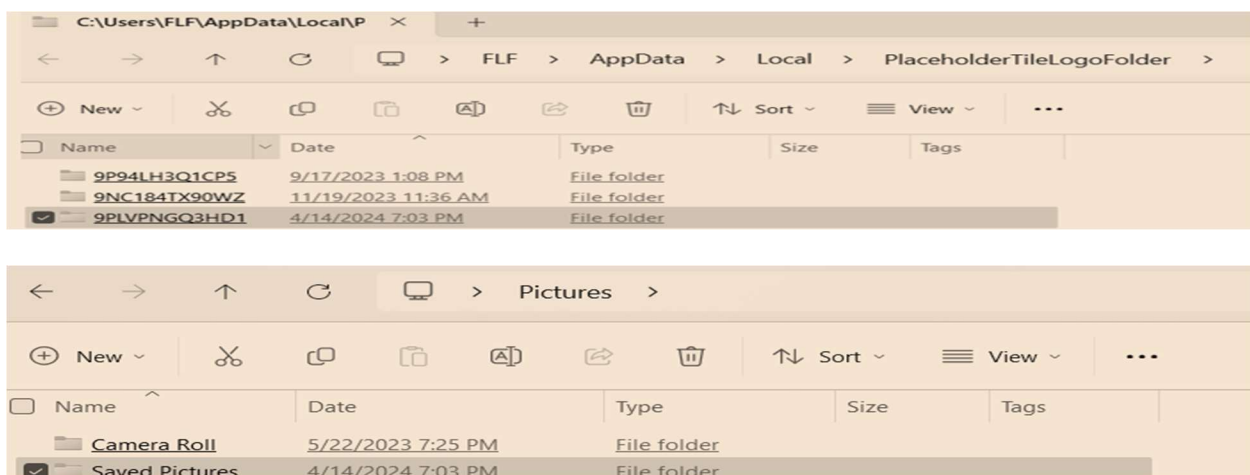 C:\Users\FLF\AppData\Local\P
FLF > AppData > Local > PlaceholderTileLogoFolder >
New Sort View
Name Date Type Size Tags
9P94LH3Q1CP5 9/17/2023 1:08 PM File folder
9NC184TX90WZ 11/19/2023 11:36 AM File folder
9PLVPNGQ3HD1 4/14/2024 7:03 PM File folder
> Pictures >
New Sort View
Name Date Type Size Tags
Camera Roll 5/22/2023 7:25 PM File folder
Saved Pictures 4/14/2024 7:03 PM File folder